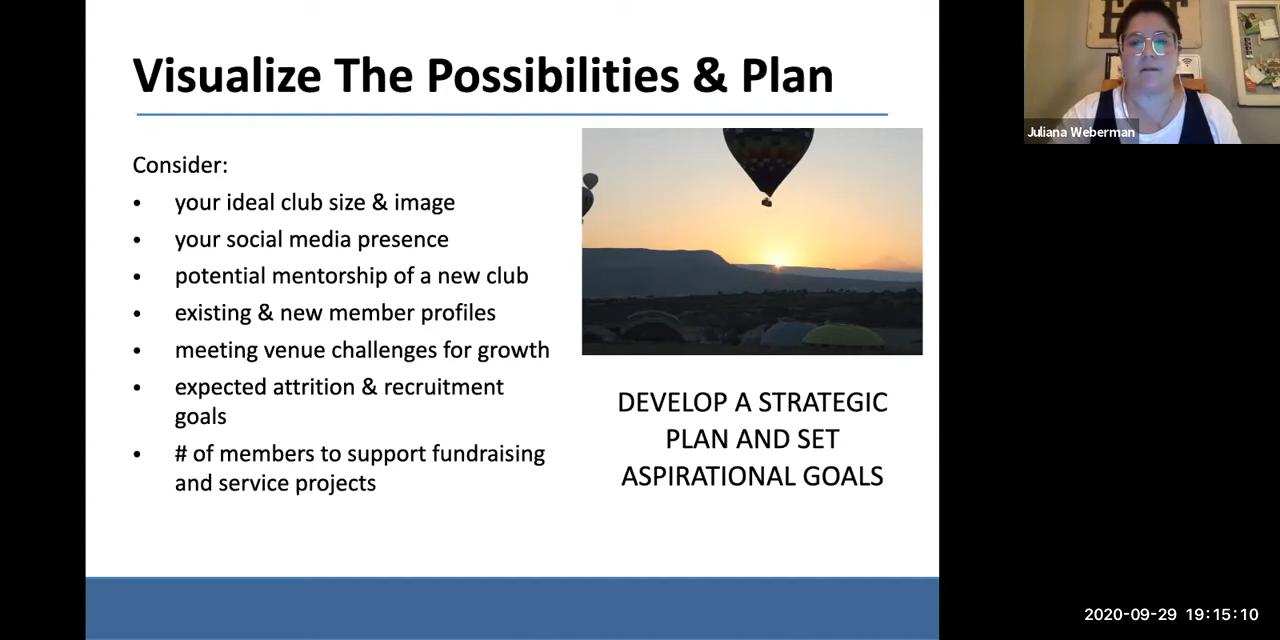 Visualize The Possibilities & Plan
Consider:
• your ideal club size & image
• your social media presence
• potential mentorship of a new club
• existing & new member profiles
• meeting venue challenges for growth
• expected attrition & recruitment
goals
• # of members to support fundraising
and service projects
DEVELOP A STRATEGIC
PLAN AND SET
ASPIRATIONAL GOALS
Juliana Weberman
2020-09-29 19:15:10